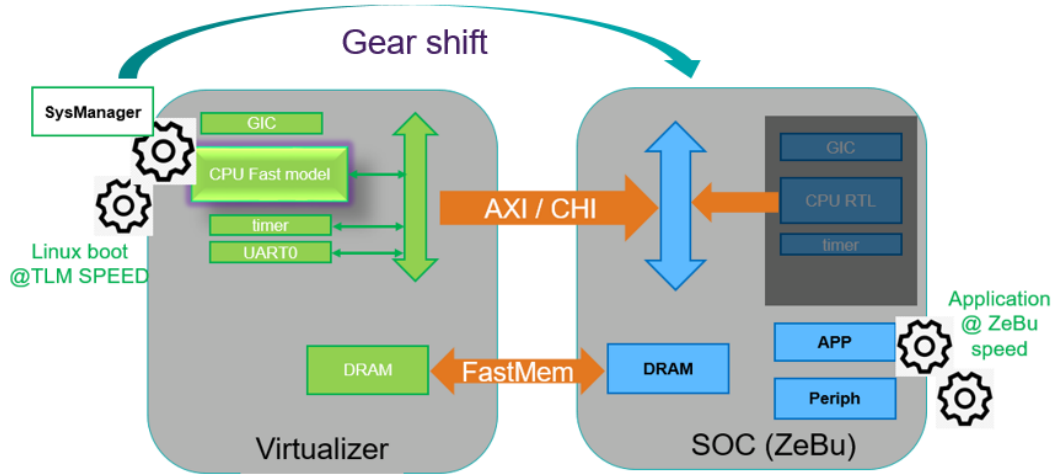 Gear shift
SysManager
GIC
CPU Fast model
timer
UART0
Linux boot
@TLM SPEED
DRAM
Virtualizer
AXI / CHI
FastMem
GIC
CPU RTL
timer
DRAM
APP
Periph
SOC (ZeBu)
Application
@ ZeBu
speed